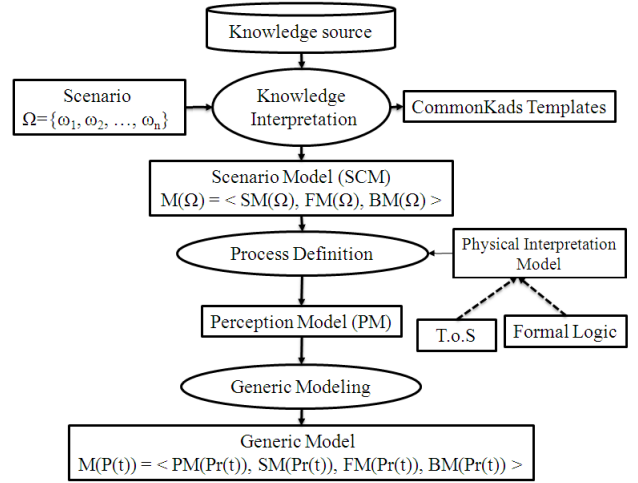 Knowledge source
Scenario
Ω={ω₁, ω₂, …, ωₙ}
Knowledge
Interpretation
CommonKads Templates
Scenario Model (SCM)
M(Ω) = < SM(Ω), FM(Ω), BM(Ω) >
Process Definition
Physical Interpretation
Model
Perception Model (PM)
T.o.S
Formal Logic
Generic Modeling
Generic Model
M(P(t)) = < PM(Pr(t)), SM(Pr(t)), FM(Pr(t)), BM(Pr(t)) >